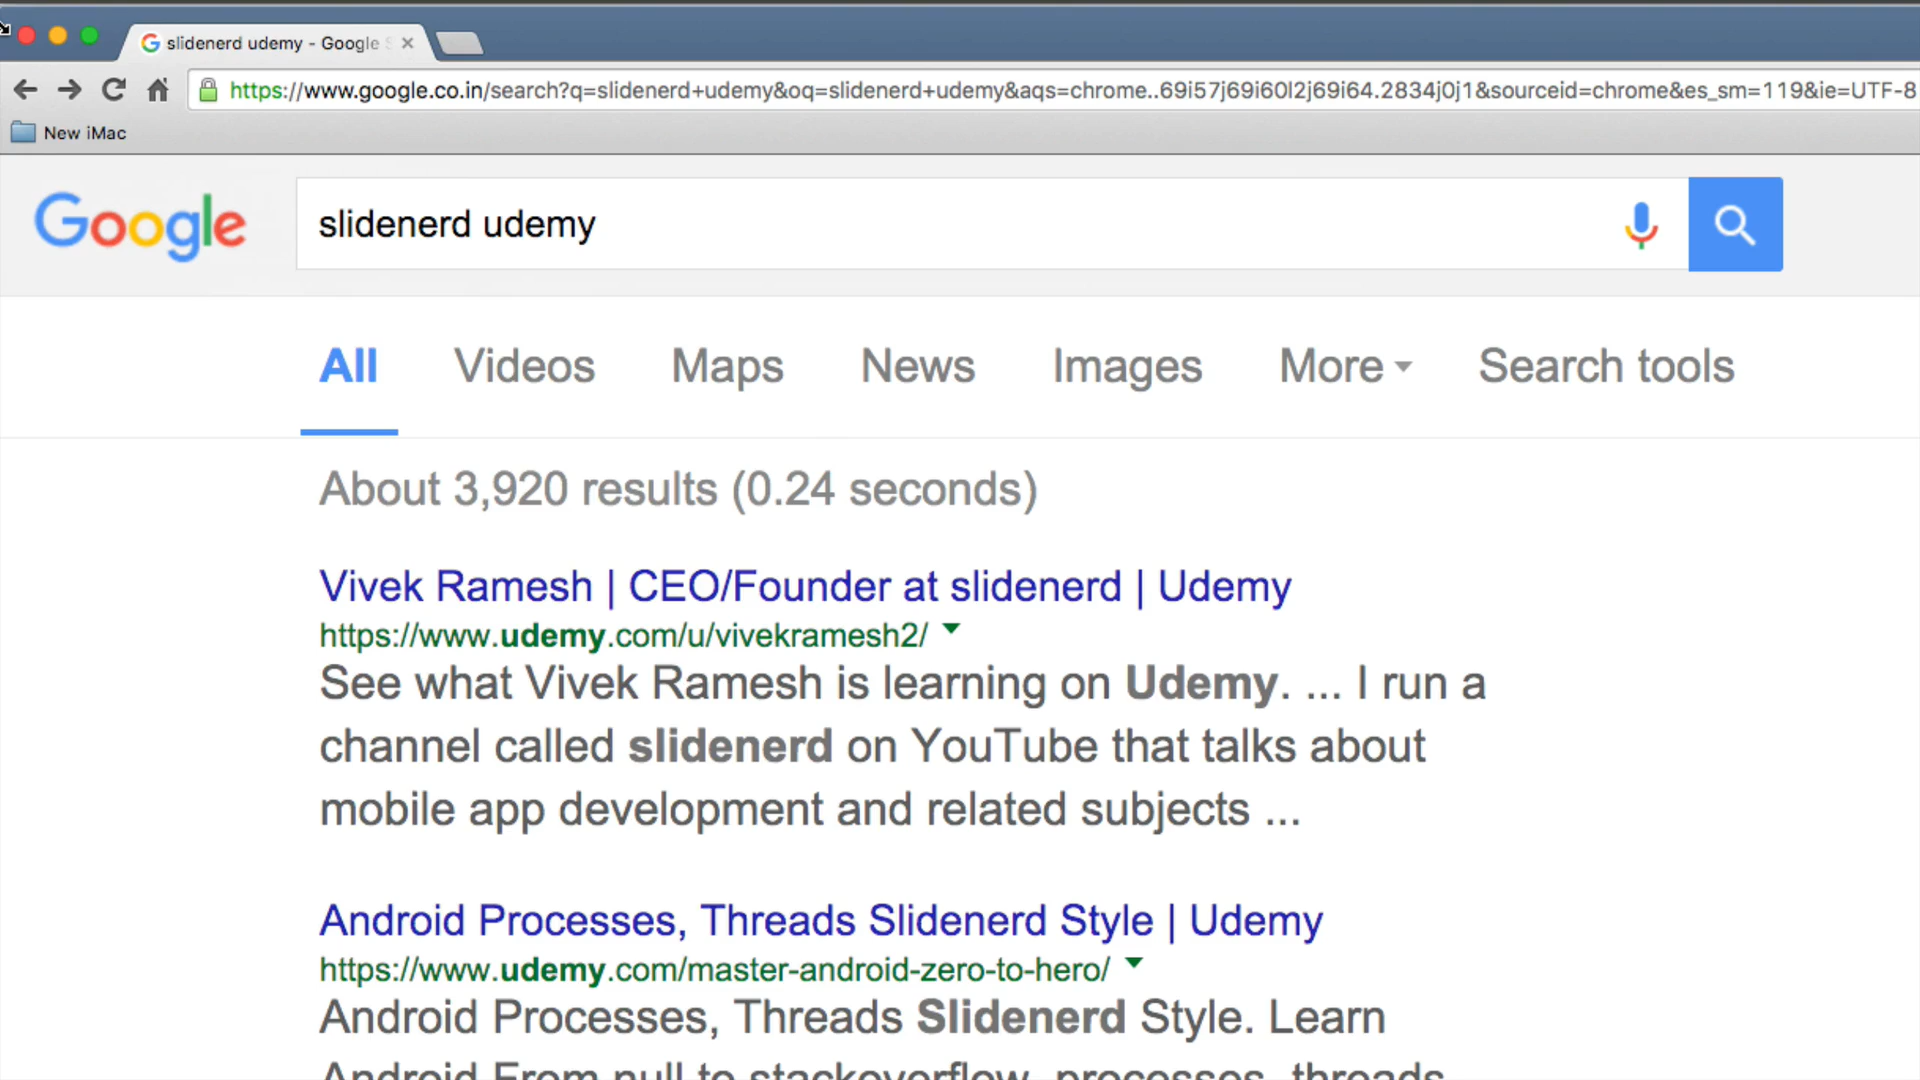 slidenerd udemy - Google S
https://www.google.co.in/search?q=slidenerd+udemy&oq=slidenerd+udemy&aqs=chrome..69i57j69i60l2j69i64.2834j0j1&sourceid=chrome&es_sm=119&ie=UTF-8
New iMac
Google slidenerd udemy
All Videos Maps News Images More Search tools
About 3,920 results (0.24 seconds)
Vivek Ramesh | CEO/Founder at slidenerd | Udemy
https://www.udemy.com/u/vivekramesh2/
See what Vivek Ramesh is learning on Udemy. ... I run a
channel called slidenerd on YouTube that talks about
mobile app development and related subjects ...
Android Processes, Threads Slidenerd Style | Udemy
https://www.udemy.com/master-android-zero-to-hero/
Android Processes, Threads Slidenerd Style. Learn
Android From null to stackoverflow, processes, threads